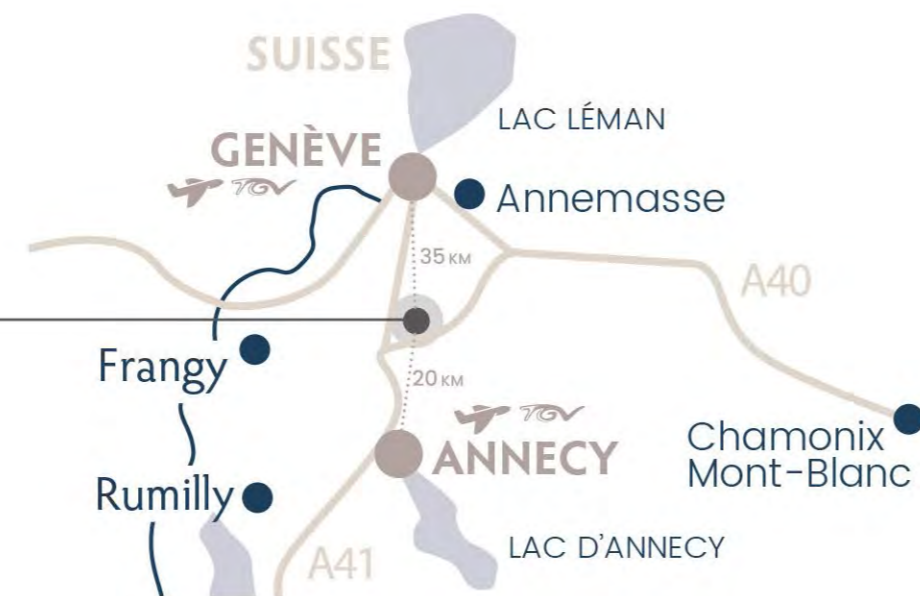 SUISSE
LAC LÉMAN
GENÈVE
TGV
Annemasse
35 KM
A40
Frangy
20 KM
TGV
ANNECY
Chamonix
Mont-Blanc
Rumilly
LAC D'ANNECY
A41